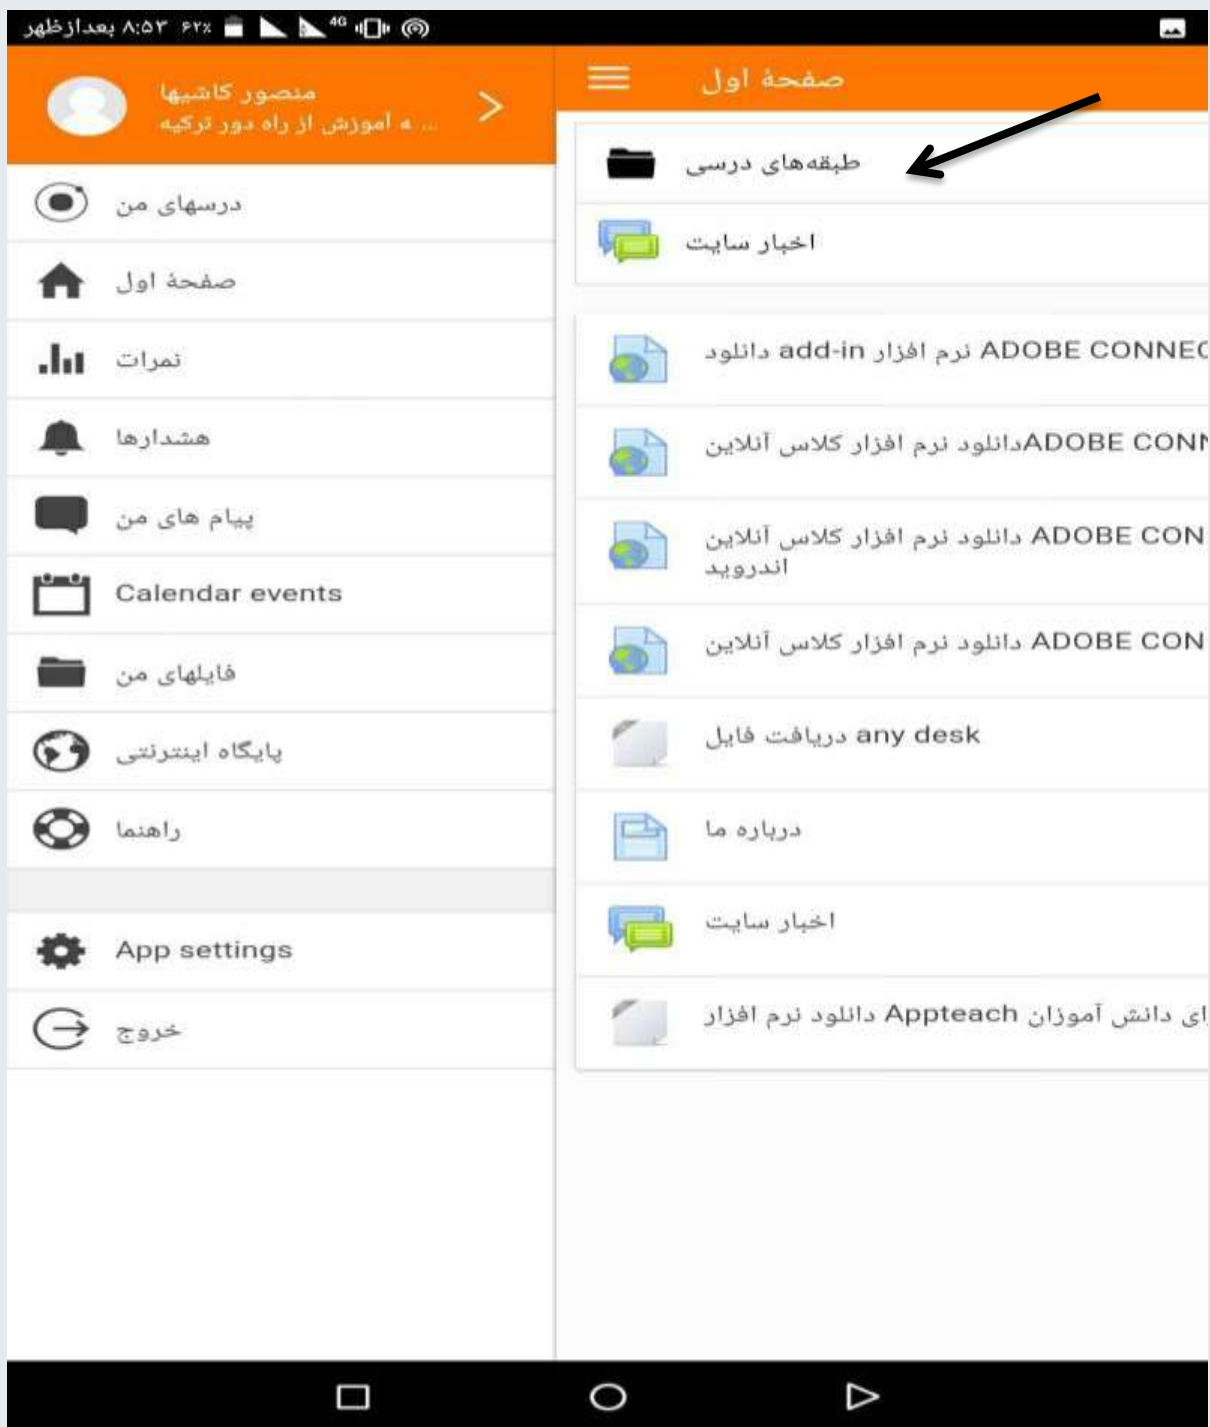 ۸:۵۳ بعدازظهر
۶۲٪
4G
منصور کاشیها
... ه آموزش از راه دور ترکیه
درسهای من
صفحهٔ اول
نمرات
هشدارها
پیام های من
Calendar events
فایلهای من
پایگاه اینترنتی
راهنما
App settings
خروج
صفحهٔ اول
طبقه‌های درسی
اخبار سایت
دانلود add-in نرم افزار ADOBE CONNEC
دانلود نرم افزار کلاس آنلاینADOBE CONN
دانلود نرم افزار کلاس آنلاین ADOBE CON
اندروید
دانلود نرم افزار کلاس آنلاین ADOBE CON
دریافت فایل any desk
درباره ما
اخبار سایت
دانلود نرم افزار Appteach ای دانش آموزان